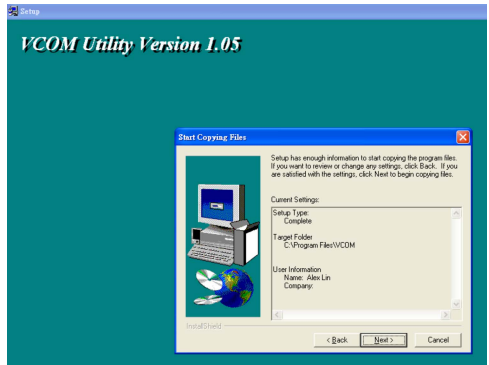 Setup
VCOM Utility Version 1.05
Start Copying Files
Setup has enough information to start copying the program files.
If you want to review or change any settings, click Back. If you
are satisfied with the settings, click Next to begin copying files.
Current Settings:
Setup Type:
Complete
Target Folder
C:\Program Files\VCOM
User Information
Name: Alex Lin
Company:
InstallShield
< Back
Next >
Cancel